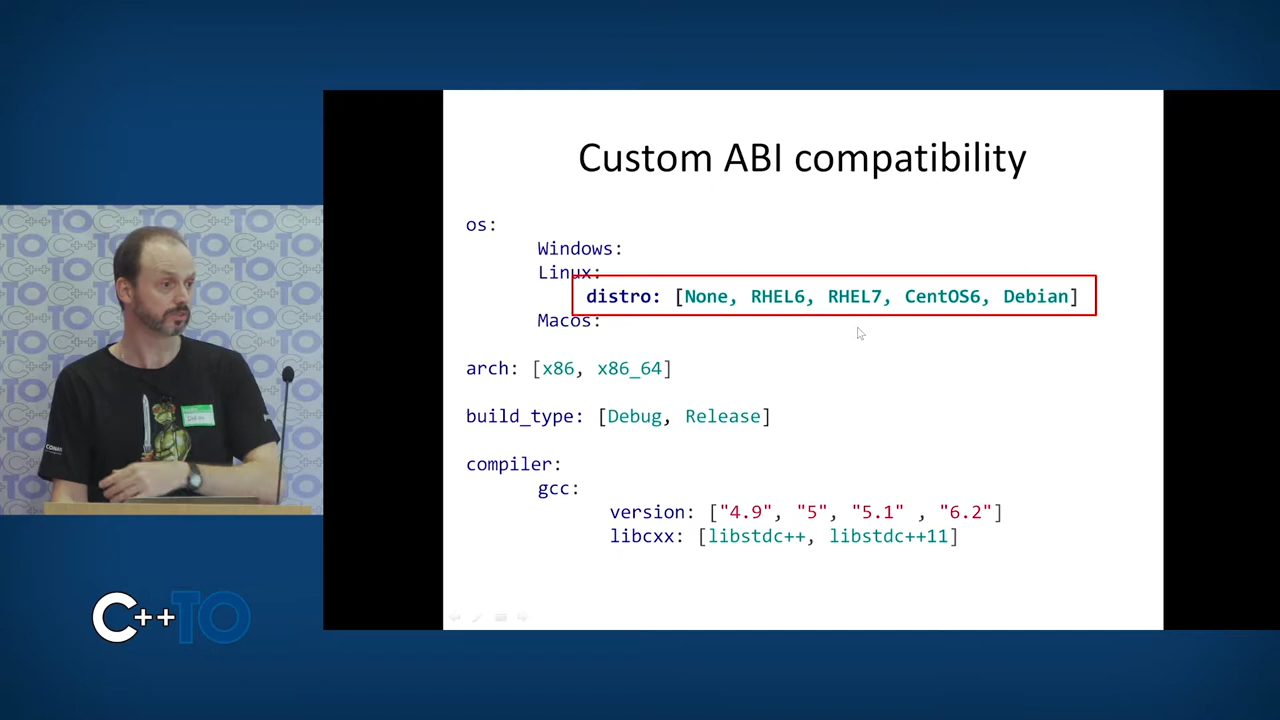 Custom ABI compatibility
os:
Windows:
Linux:
distro: [None, RHEL6, RHEL7, CentOS6, Debian]
Macos:
arch: [x86, x86_64]
build_type: [Debug, Release]
compiler:
gcc:
version: ["4.9", "5", "5.1" , "6.2"]
libcxx: [libstdc++, libstdc++11]
C++TO